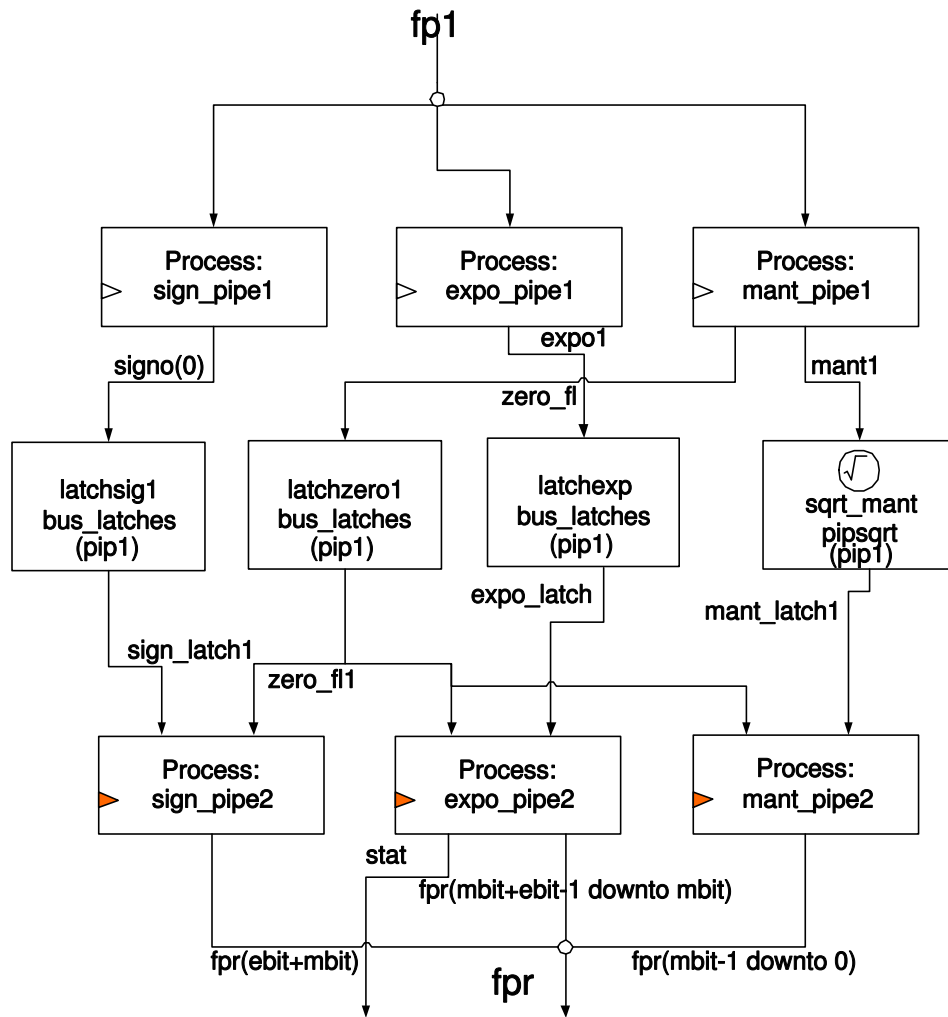 fp1
Process:
sign_pipe1
Process:
expo_pipe1
Process:
mant_pipe1
signo(0)
expo1
zero_fl
mant1
latchsig1
bus_latches
(pip1)
latchzero1
bus_latches
(pip1)
latchexp
bus_latches
(pip1)
√
sqrt_mant
pipsqrt
(pip1)
sign_latch1
zero_fl1
expo_latch
mant_latch1
Process:
sign_pipe2
Process:
expo_pipe2
Process:
mant_pipe2
stat
fpr(mbit+ebit-1 downto mbit)
fpr(ebit+mbit)
fpr
fpr(mbit-1 downto 0)